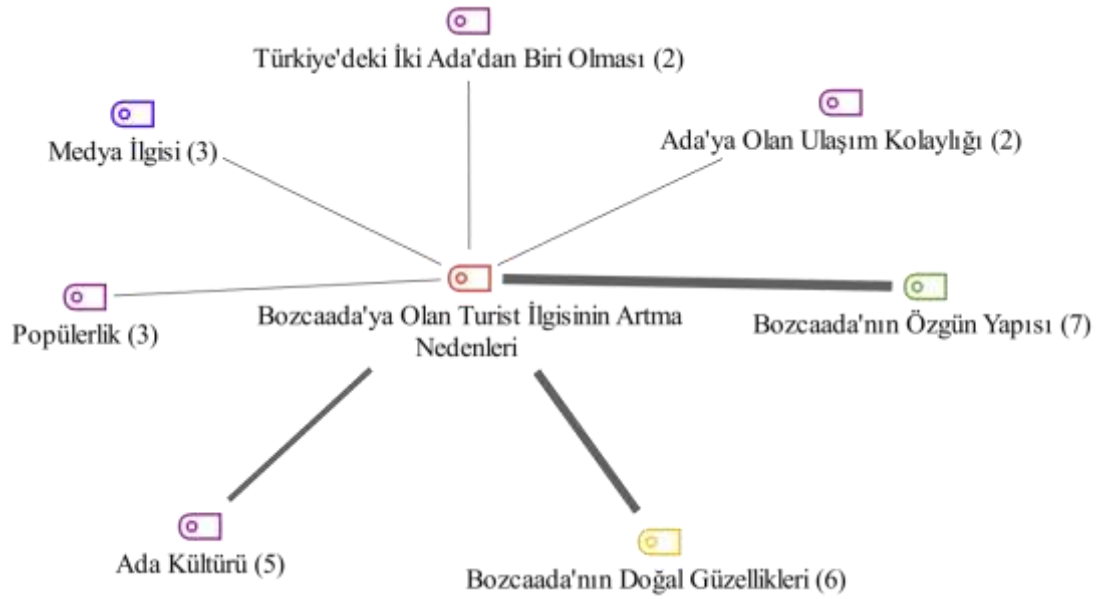 Türkiye'deki İki Ada'dan Biri Olması (2)
Medya İlgisi (3)
Ada'ya Olan Ulaşım Kolaylığı (2)
Popülerlik (3)
Bozcaada'ya Olan Turist İlgisinin Artma
Nedenleri
Bozcaada'nın Özgün Yapısı (7)
Ada Kültürü (5)
Bozcaada'nın Doğal Güzellikleri (6)